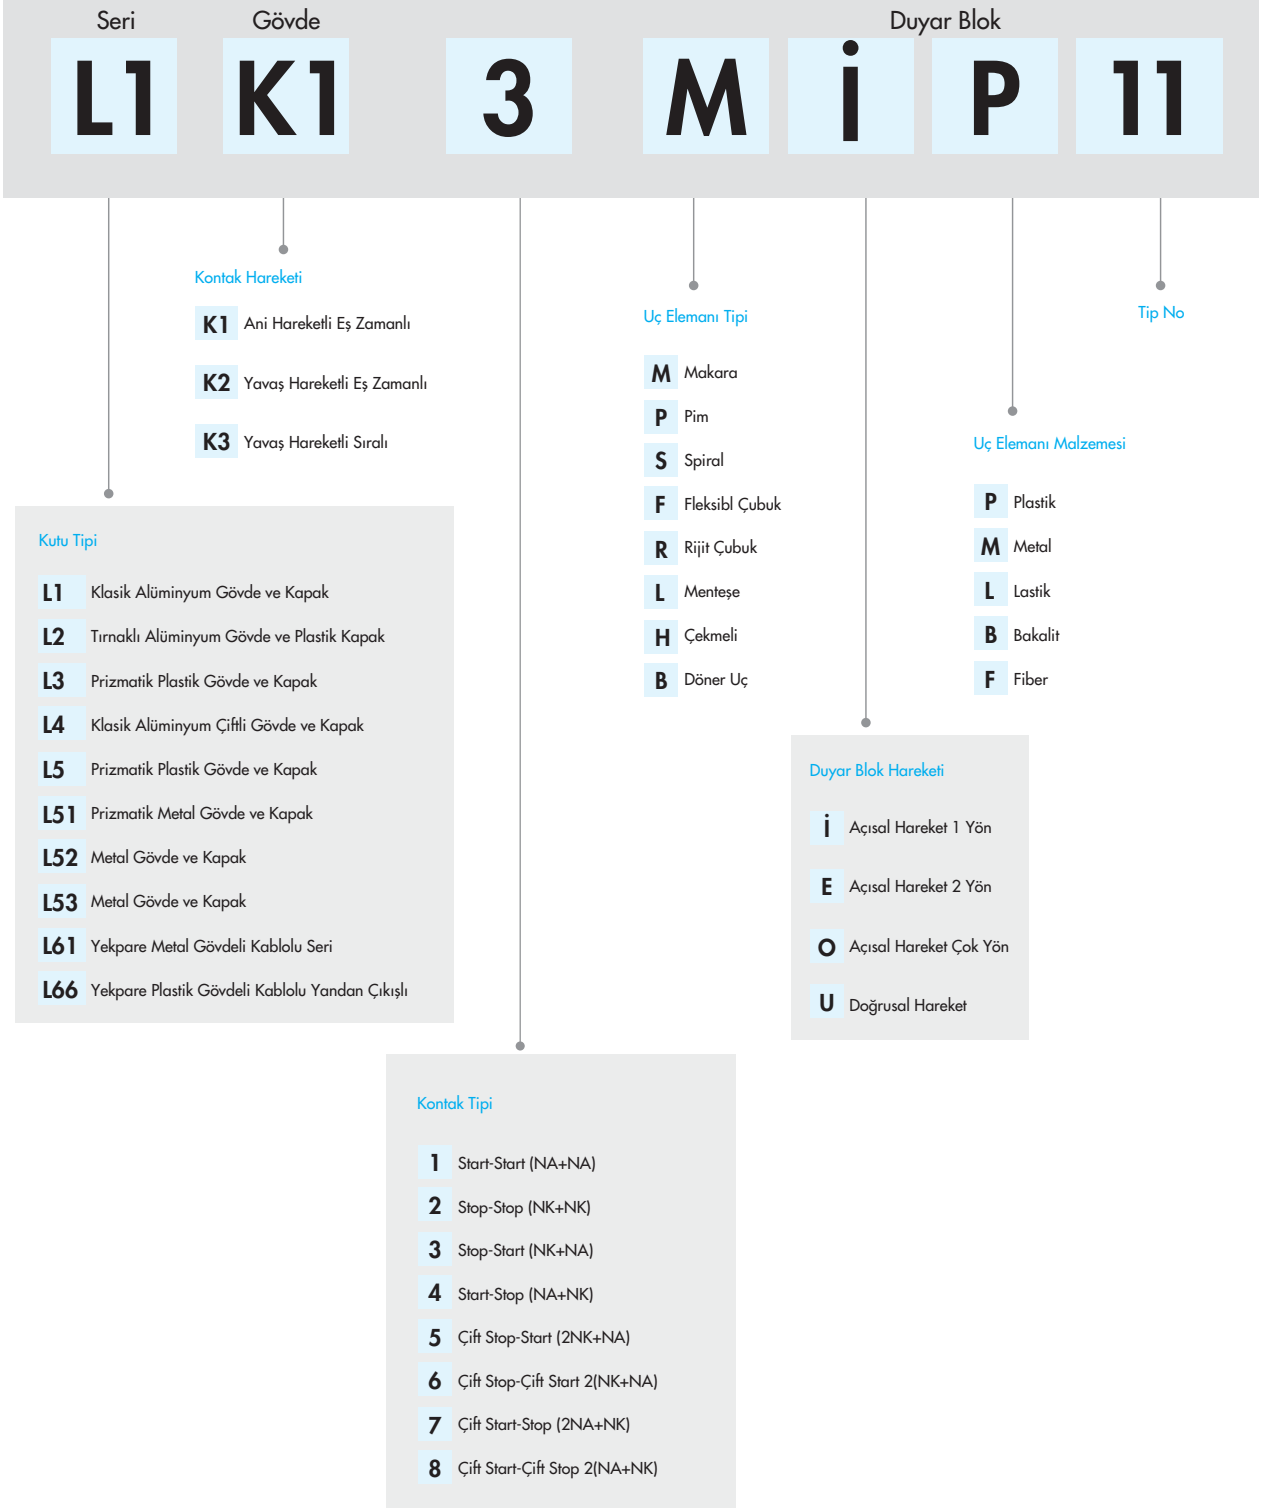 Seri
Gövde
Duyar Blok
L1 K1 3 M İ P 11
Kontak Hareketi
K1 Ani Hareketli Eş Zamanlı
K2 Yavaş Hareketli Eş Zamanlı
K3 Yavaş Hareketli Sıralı
Uç Elemanı Tipi
M Makara
P Pim
S Spiral
F Fleksibl Çubuk
R Rijit Çubuk
L Menteşe
H Çekmeli
B Döner Uç
Tip No
Uç Elemanı Malzemesi
P Plastik
M Metal
L Lastik
B Bakalit
F Fiber
Kutu Tipi
L1 Klasik Alüminyum Gövde ve Kapak
L2 Tırnaklı Alüminyum Gövde ve Plastik Kapak
L3 Prizmatik Plastik Gövde ve Kapak
L4 Klasik Alüminyum Çiftli Gövde ve Kapak
L5 Prizmatik Plastik Gövde ve Kapak
L51 Prizmatik Metal Gövde ve Kapak
L52 Metal Gövde ve Kapak
L53 Metal Gövde ve Kapak
L61 Yekpare Metal Gövdeli Kablolu Seri
L66 Yekpare Plastik Gövdeli Kablolu Yandan Çıkışlı
Duyar Blok Hareketi
İ Açısal Hareket 1 Yön
E Açısal Hareket 2 Yön
O Açısal Hareket Çok Yön
U Doğrusal Hareket
Kontak Tipi
1 Start-Start (NA+NA)
2 Stop-Stop (NK+NK)
3 Stop-Start (NK+NA)
4 Start-Stop (NA+NK)
5 Çift Stop-Start (2NK+NA)
6 Çift Stop-Çift Start 2(NK+NA)
7 Çift Start-Stop (2NA+NK)
8 Çift Start-Çift Stop 2(NA+NK)